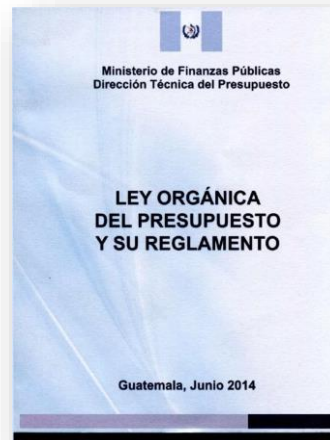 Ministerio de Finanzas Públicas
Dirección Técnica del Presupuesto
LEY ORGÁNICA
DEL PRESUPUESTO
Y SU REGLAMENTO
Guatemala, Junio 2014